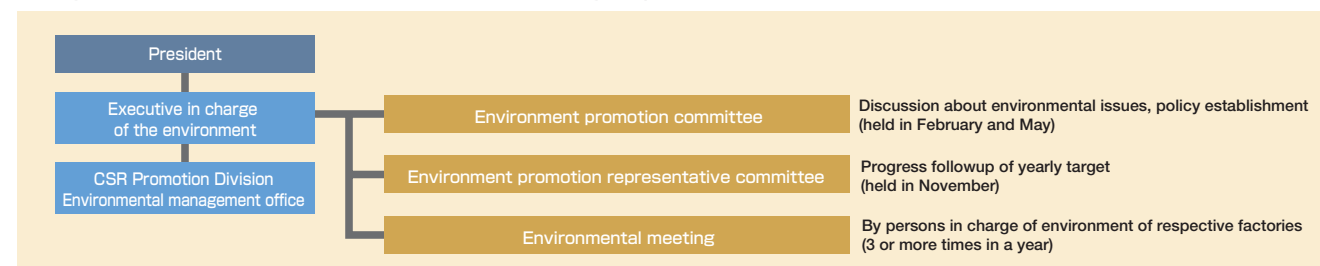 President
Executive in charge
of the environment
CSR Promotion Division
Environmental management office
Environment promotion committee
Discussion about environmental issues, policy establishment
(held in February and May)
Environment promotion representative committee
Progress followup of yearly target
(held in November)
Environmental meeting
By persons in charge of environment of respective factories
(3 or more times in a year)